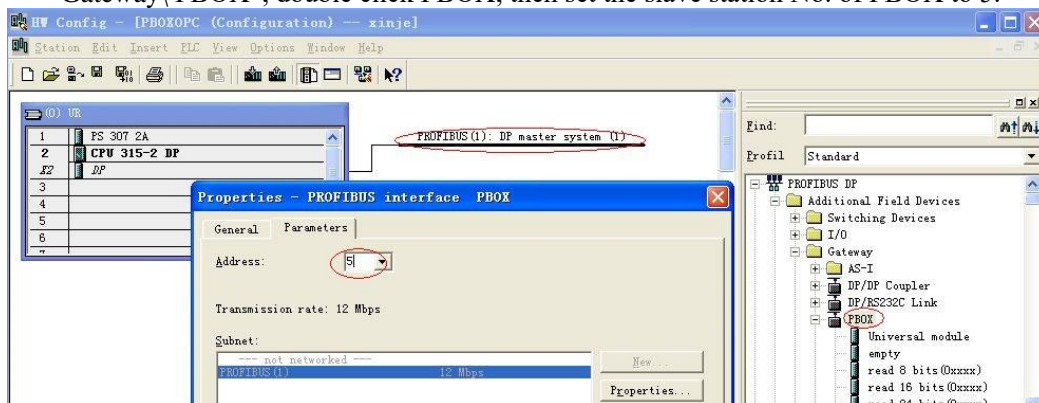 Gateway\PBOX", double click PBOX, then set the slave station No. of PBOX to 5.
HW Config - [PBOXOPC (Configuration) -- xinje]
Station Edit Insert PLC View Options Window Help
(0) UR
1 PS 307 2A
2 CPU 315-2 DP
X2 DP
3
4
5
6
7
PROFIBUS(1): DP master system (1)
Properties - PROFIBUS interface PBOX
General Parameters
Address: 5
Transmission rate: 12 Mbps
Subnet:
--- not networked ---
PROFIBUS(1) 12 Mbps
New...
Properties...
Find:
Profil Standard
PROFIBUS DP
Additional Field Devices
Switching Devices
I/O
Gateway
AS-I
DP/DP Coupler
DP/RS232C Link
PBOX
Universal module
empty
read 8 bits(0xxxx)
read 16 bits(0xxxx)
read 24 bits(0xxxx)